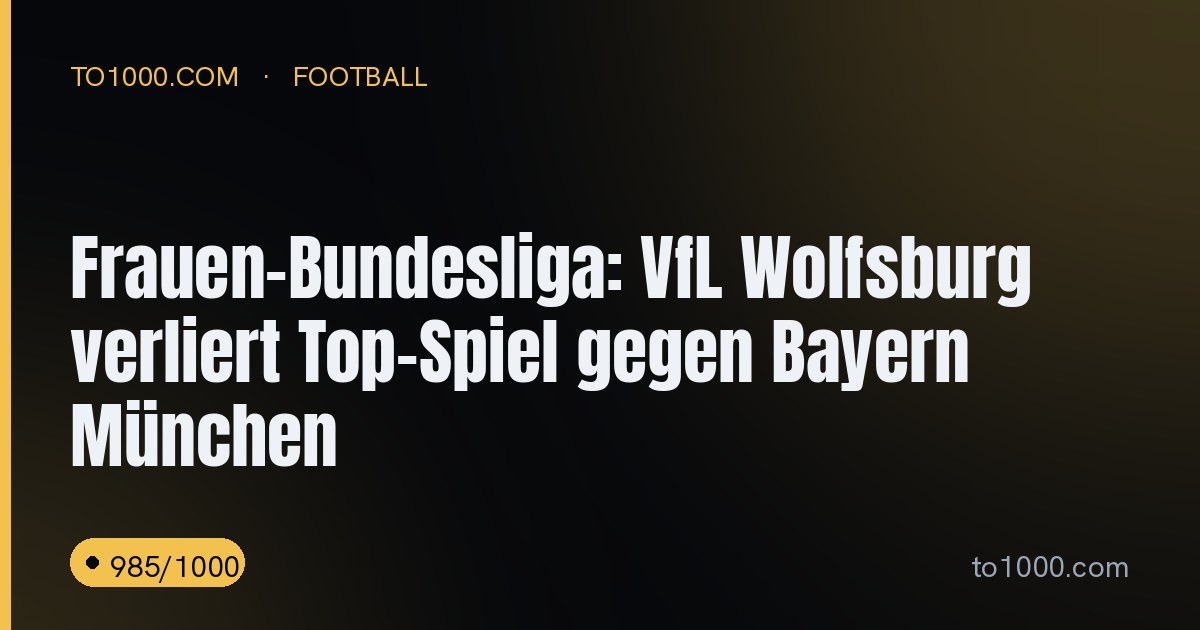 TO1000.COM · FOOTBALL
Frauen-Bundesliga: VfL Wolfsburg
verliert Top-Spiel gegen Bayern
München
985/1000
to1000.com